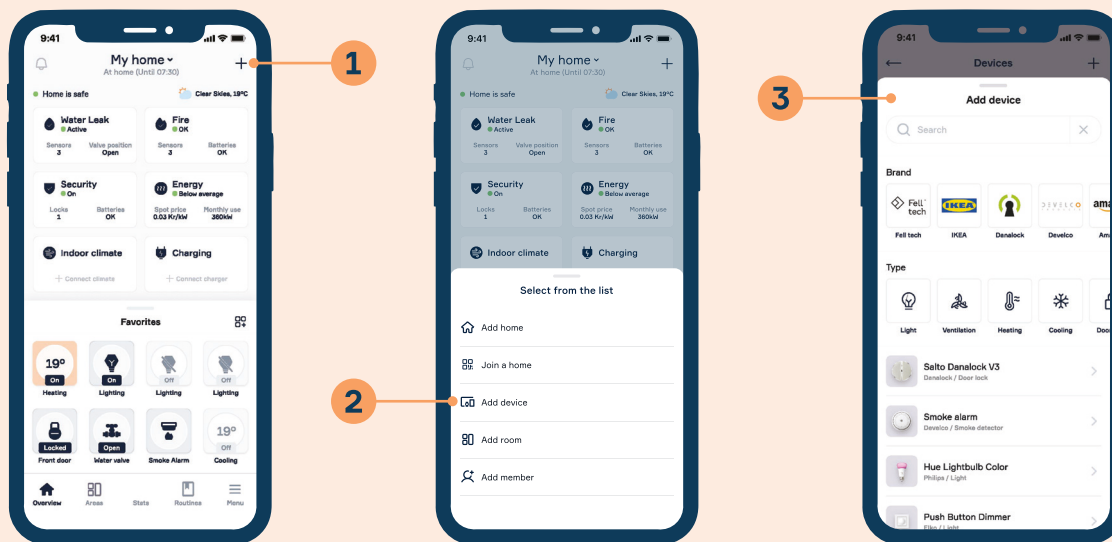 9:41
My home
At home (Until 07:30)
Home is safe
Clear Skies, 19°C
Water Leak
Active
Sensors
3
Valve position
Open
Fire
OK
Sensors
3
Batteries
OK
Security
On
Locks
1
Batteries
OK
Energy
Below average
Spot price
0.03 Kr/kW
Monthly use
360kW
Indoor climate
+ Connect climate
Charging
+ Connect charger
Favorites
19°
On
Heating
On
Lighting
Off
Lighting
Off
Lighting
Locked
Front door
Open
Water valve
Smoke Alarm
19°
Off
Cooling
Overview
Areas
Stats
Routines
Menu
1
9:41
My home
At home (Until 07:30)
Home is safe
Clear Skies, 19°C
Water Leak
Active
Sensors
3
Valve position
Open
Fire
OK
Sensors
3
Batteries
OK
Security
On
Locks
1
Batteries
OK
Energy
Below average
Spot price
0.03 Kr/kW
Monthly use
360kW
Indoor climate
Charging
Select from the list
Add home
Join a home
2
Add device
Add room
Add member
9:41
Devices
3
Add device
Search
Brand
Fell
tech
Fell tech
IKEA
IKEA
Danalock
DEVELCO
Develco
ama
Am
Type
Light
Ventilation
Heating
Cooling
Doo
Salto Danalock V3
Danalock / Door lock
Smoke alarm
Develco / Smoke detector
Hue Lightbulb Color
Philips / Light
Push Button Dimmer
Elko / Light